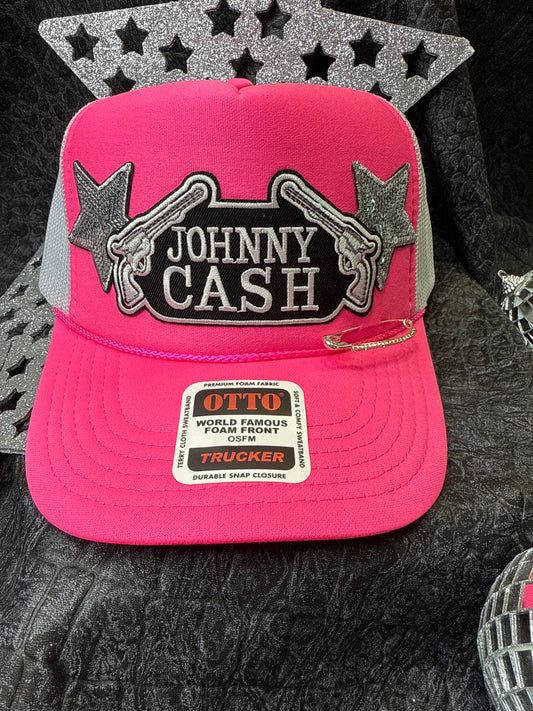 JOHNNY
CASH
PREMIUM FOAM FABRIC
TERRY CLOTH SWEATBAND
OTTO®
WORLD FAMOUS
FOAM FRONT
OSFM
TRUCKER
SOFT & COMFY SWEATBAND
DURABLE SNAP CLOSURE